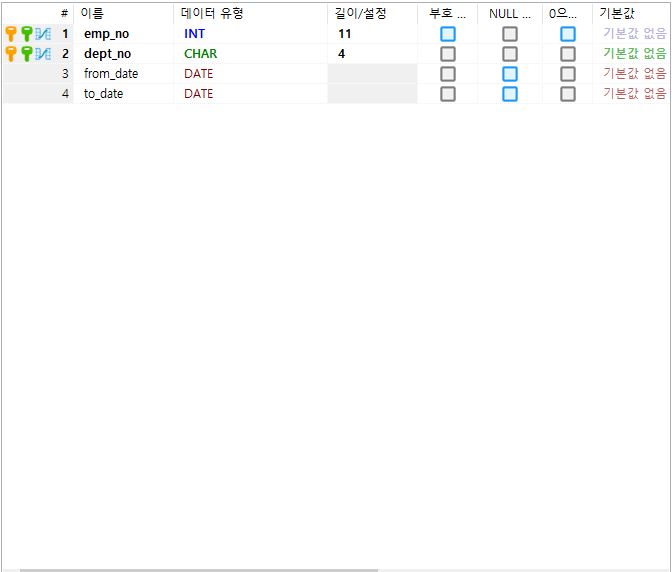 # 이름 데이터 유형 길이/설정 부호 ... NULL ... 0으... 기본값
1 emp_no INT 11 기본값 없음
2 dept_no CHAR 4 기본값 없음
3 from_date DATE 기본값 없음
4 to_date DATE 기본값 없음